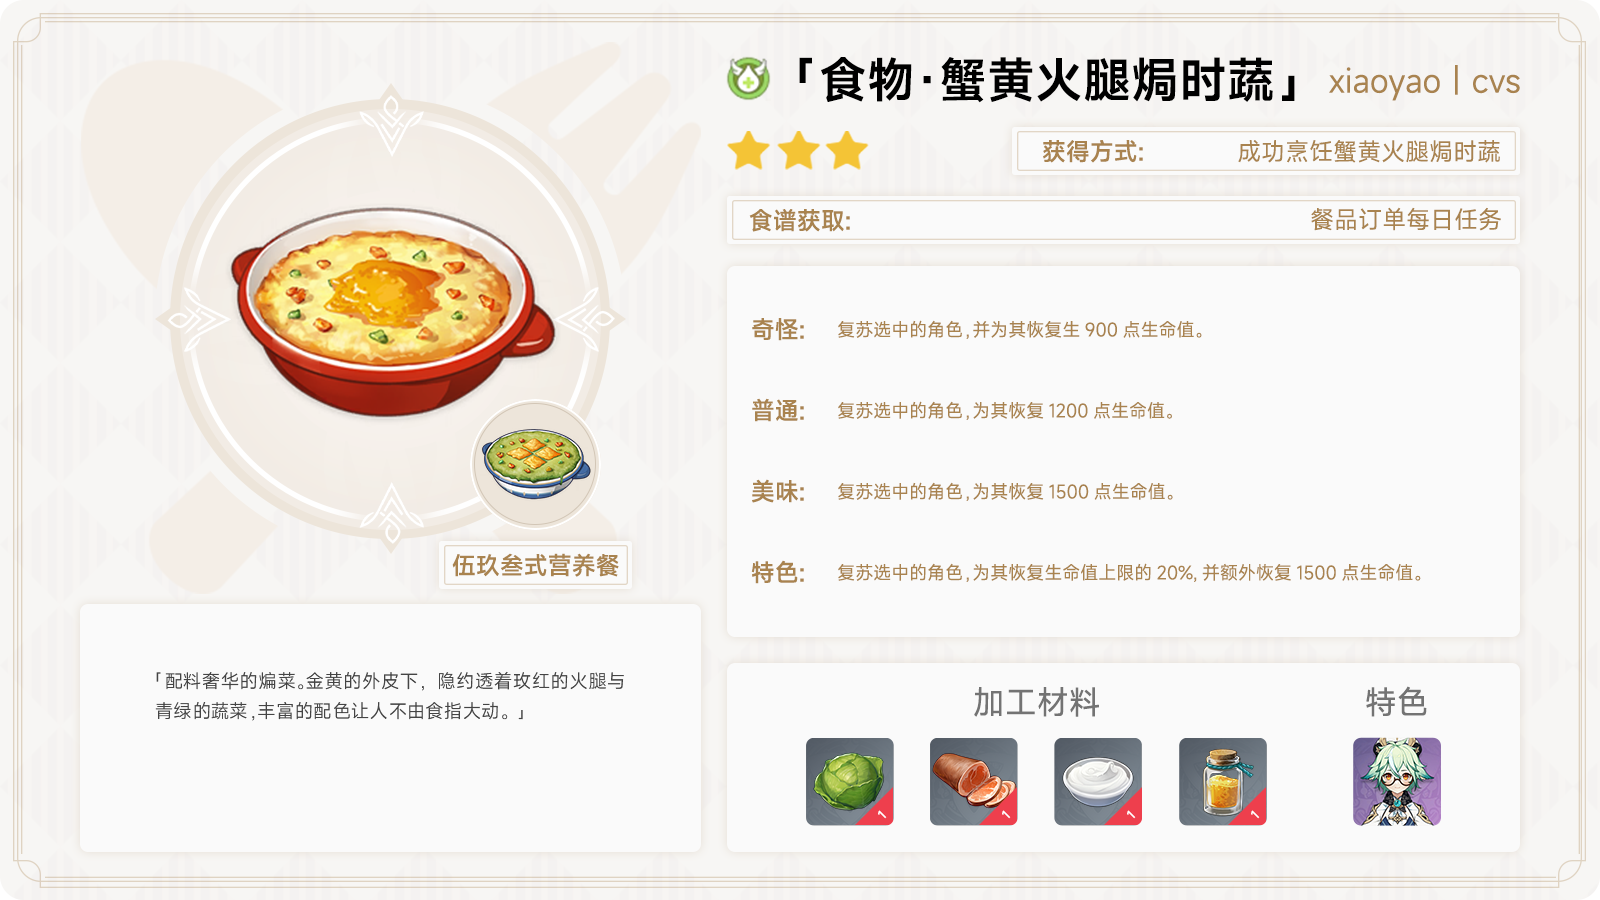 「食物·蟹黄火腿焗时蔬」 xiaoyao | cvs
获得方式: 成功烹饪蟹黄火腿焗时蔬
食谱获取: 餐品订单每日任务
奇怪: 复苏选中的角色,并为其恢复生 900 点生命值。
普通: 复苏选中的角色,为其恢复 1200 点生命值。
美味: 复苏选中的角色,为其恢复 1500 点生命值。
特色: 复苏选中的角色,为其恢复生命值上限的 20%, 并额外恢复 1500 点生命值。
伍玖叁式营养餐
「配料奢华的煸菜。金黄的外皮下，隐约透着玫红的火腿与
青绿的蔬菜,丰富的配色让人不由食指大动。」
加工材料 特色
1 1 1 1